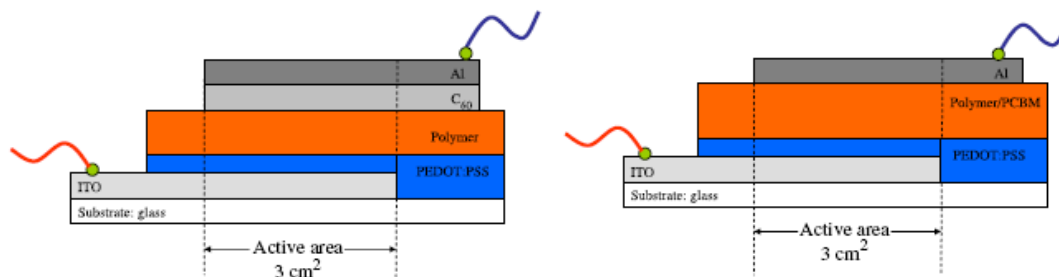 Al
C60
Polymer
PEDOT:PSS
ITO
Substrate: glass
Active area
3 cm2
Al
Polymer/PCBM
PEDOT:PSS
ITO
Substrate: glass
Active area
3 cm2